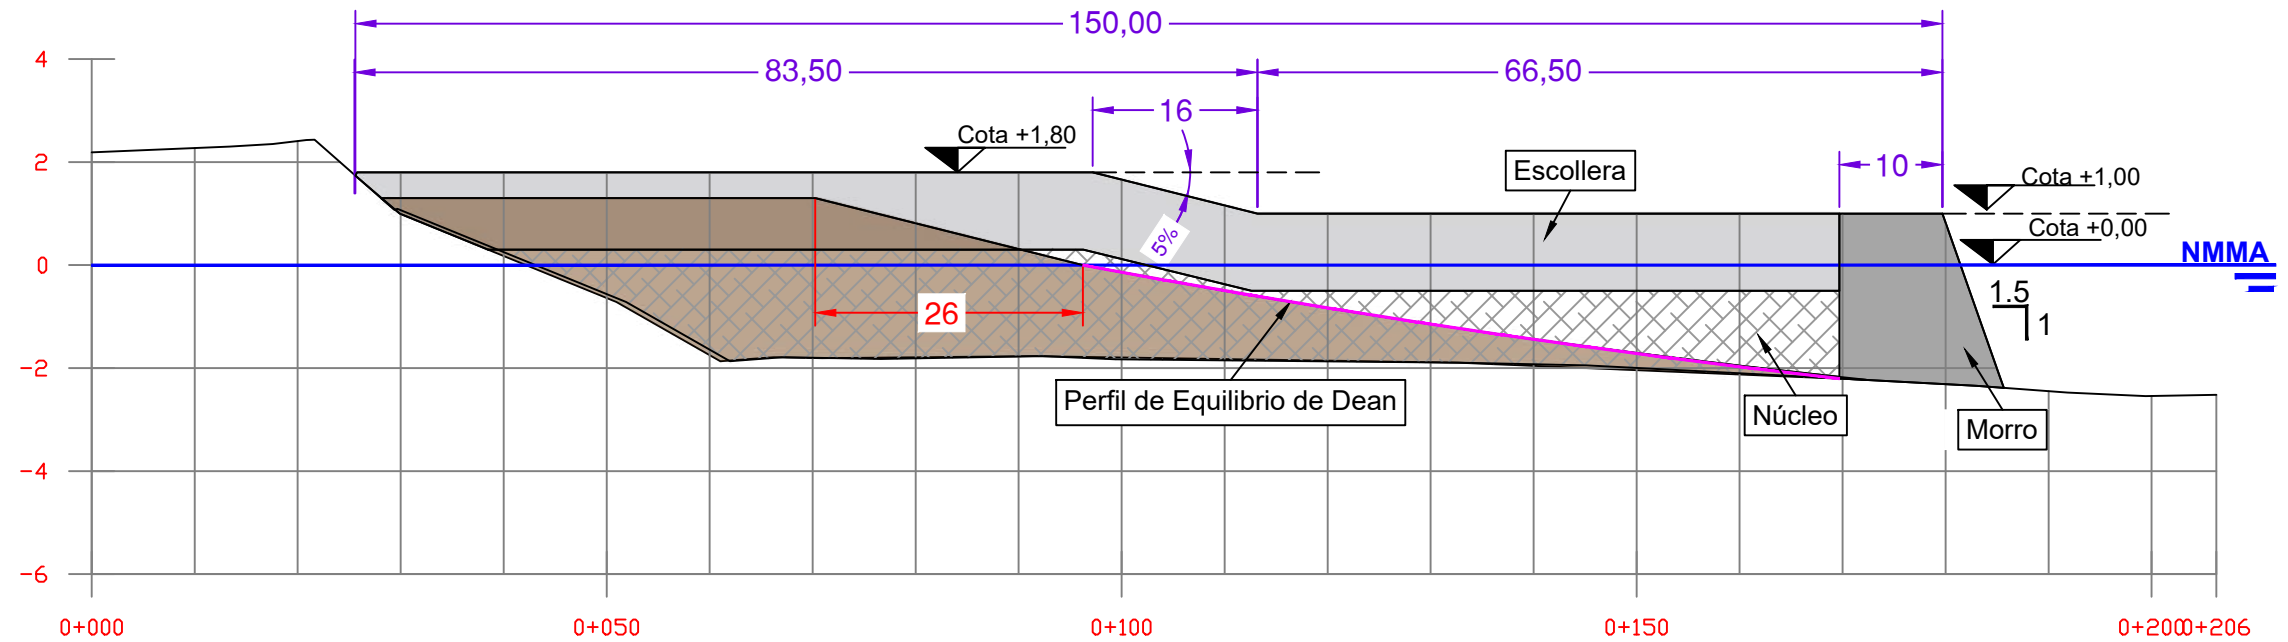 150,00
83,50
66,50
4
16
Cota +1,80
10
2
Escollera
Cota +1,00
Cota +0,00
5%
NMMA
0
1.5
1
26
-2
Perfil de Equilibrio de Dean
Núcleo
Morro
-4
-6
0+000
0+050
0+100
0+150
0+200
0+206